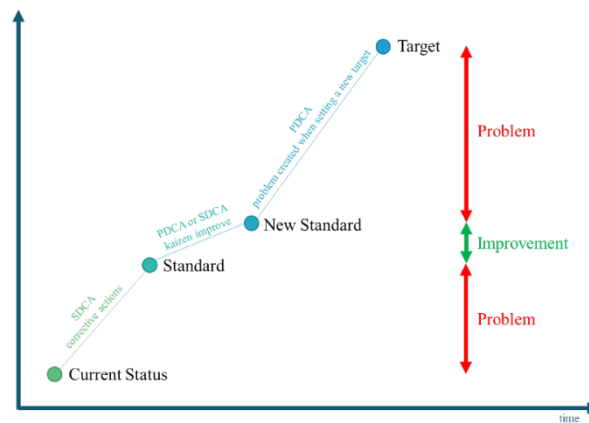 Target
PDCA
problem created when setting a new target
Problem
PDCA or SDCA
kaizen improve
New Standard
Improvement
Standard
SDCA
corrective actions
Problem
Current Status
time